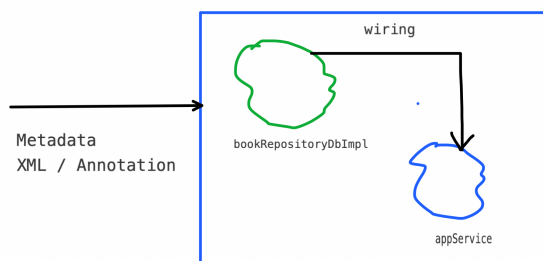 wiring
bookRepositoryDbImpl
Metadata
XML / Annotation
appService